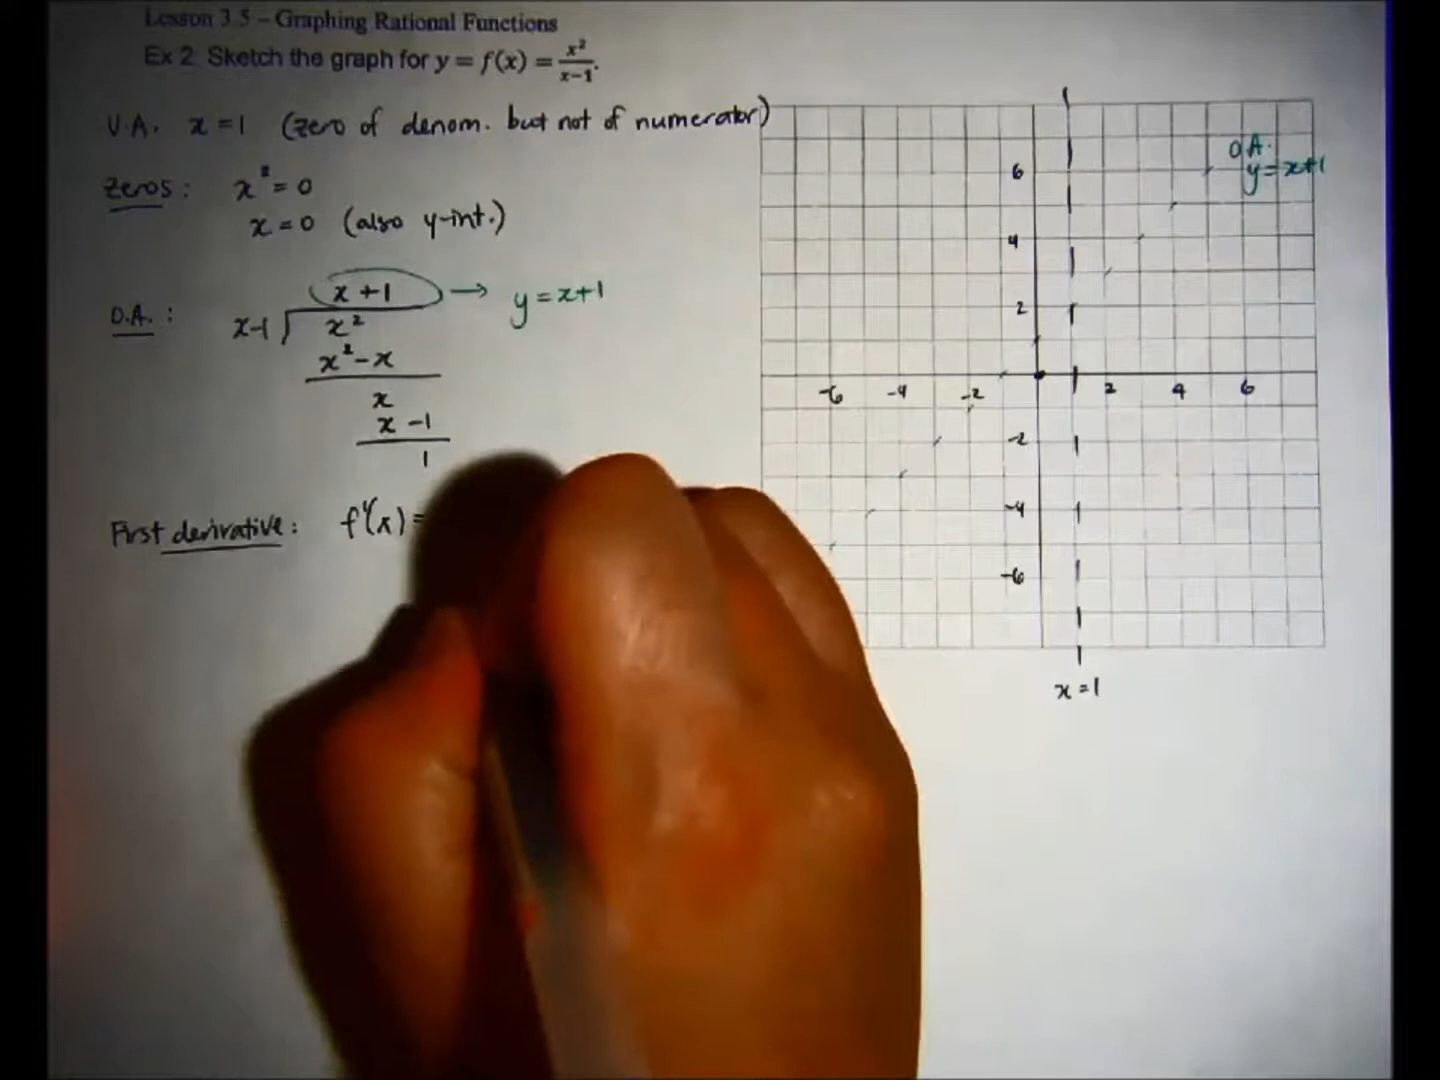 Lesson 3.5 – Graphing Rational Functions
Ex 2. Sketch the graph for y = f(x) = x²/(x−1).
V.A. x = 1 (zero of denom. but not of numerator)
Zeros: x² = 0
x = 0 (also y-int.)
O.A.: x-1 x + 1 → y = x+1
x²
x² - x
x
x - 1
1
First derivative: f'(x) =
O.A.
y = x+1
6
4
2
-6 -4 -2 2 4 6
-2
-4
-6
x = 1